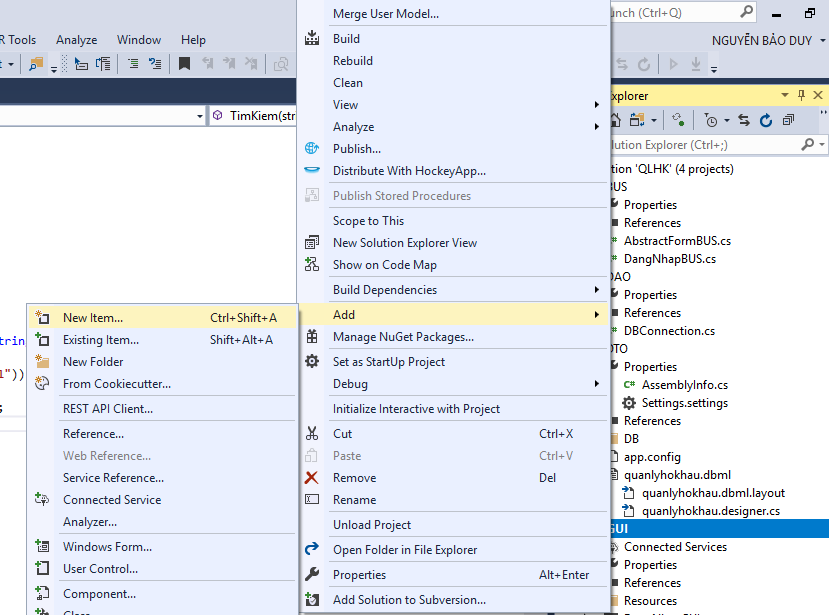 Merge User Model...
nch (Ctrl+Q)
R Tools Analyze Window Help
Build
NGUYỄN BẢO DUY
Rebuild
Clean
View
xplorer
TimKiem(str
Analyze
Publish...
lution Explorer (Ctrl+;)
Distribute With HockeyApp...
tion 'QLHK' (4 projects)
BUS
Publish Stored Procedures
Properties
Scope to This
References
New Solution Explorer View
AbstractFormBUS.cs
Show on Code Map
DangNhapBUS.cs
DAO
Build Dependencies
Properties
New Item... Ctrl+Shift+A
Add
References
Existing Item... Shift+Alt+A
Manage NuGet Packages...
DBConnection.cs
trin
DTO
New Folder
Set as StartUp Project
Properties
l"))
From Cookiecutter...
Debug
AssemblyInfo.cs
;
REST API Client...
Initialize Interactive with Project
Settings.settings
References
Reference...
Cut Ctrl+X
DB
Web Reference...
Paste Ctrl+V
app.config
Service Reference...
Remove Del
quanlyhokhau.dbml
Connected Service
Rename
quanlyhokhau.dbml.layout
quanlyhokhau.designer.cs
Analyzer...
Unload Project
GUI
Windows Form...
Open Folder in File Explorer
Connected Services
User Control...
Properties Alt+Enter
Properties
References
Component...
Add Solution to Subversion...
Resources
Class